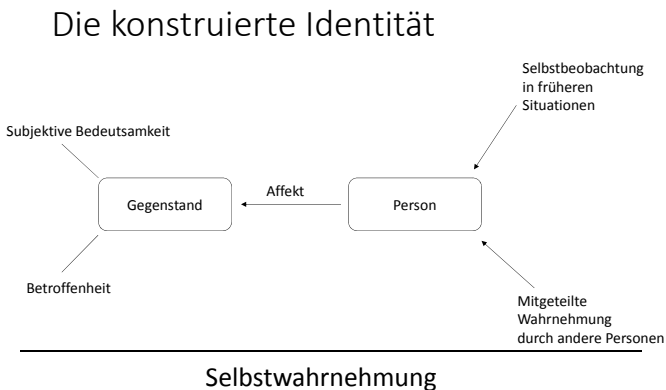 Die konstruierte Identität
Selbstbeobachtung
in früheren
Situationen
Subjektive Bedeutsamkeit
Gegenstand
Affekt
Person
Betroffenheit
Mitgeteilte
Wahrnehmung
durch andere Personen
Selbstwahrnehmung